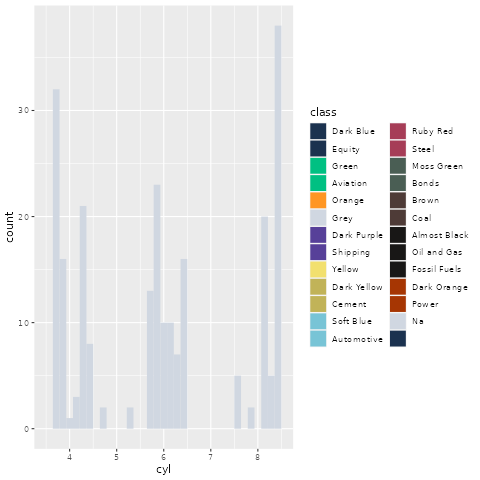 class
Dark Blue
Equity
Green
Aviation
Orange
Grey
Dark Purple
Shipping
Yellow
Dark Yellow
Cement
Soft Blue
Automotive
Ruby Red
Steel
Moss Green
Bonds
Brown
Coal
Almost Black
Oil and Gas
Fossil Fuels
Dark Orange
Power
Na
count
30
20
10
0
4 5 6 7 8
cyl